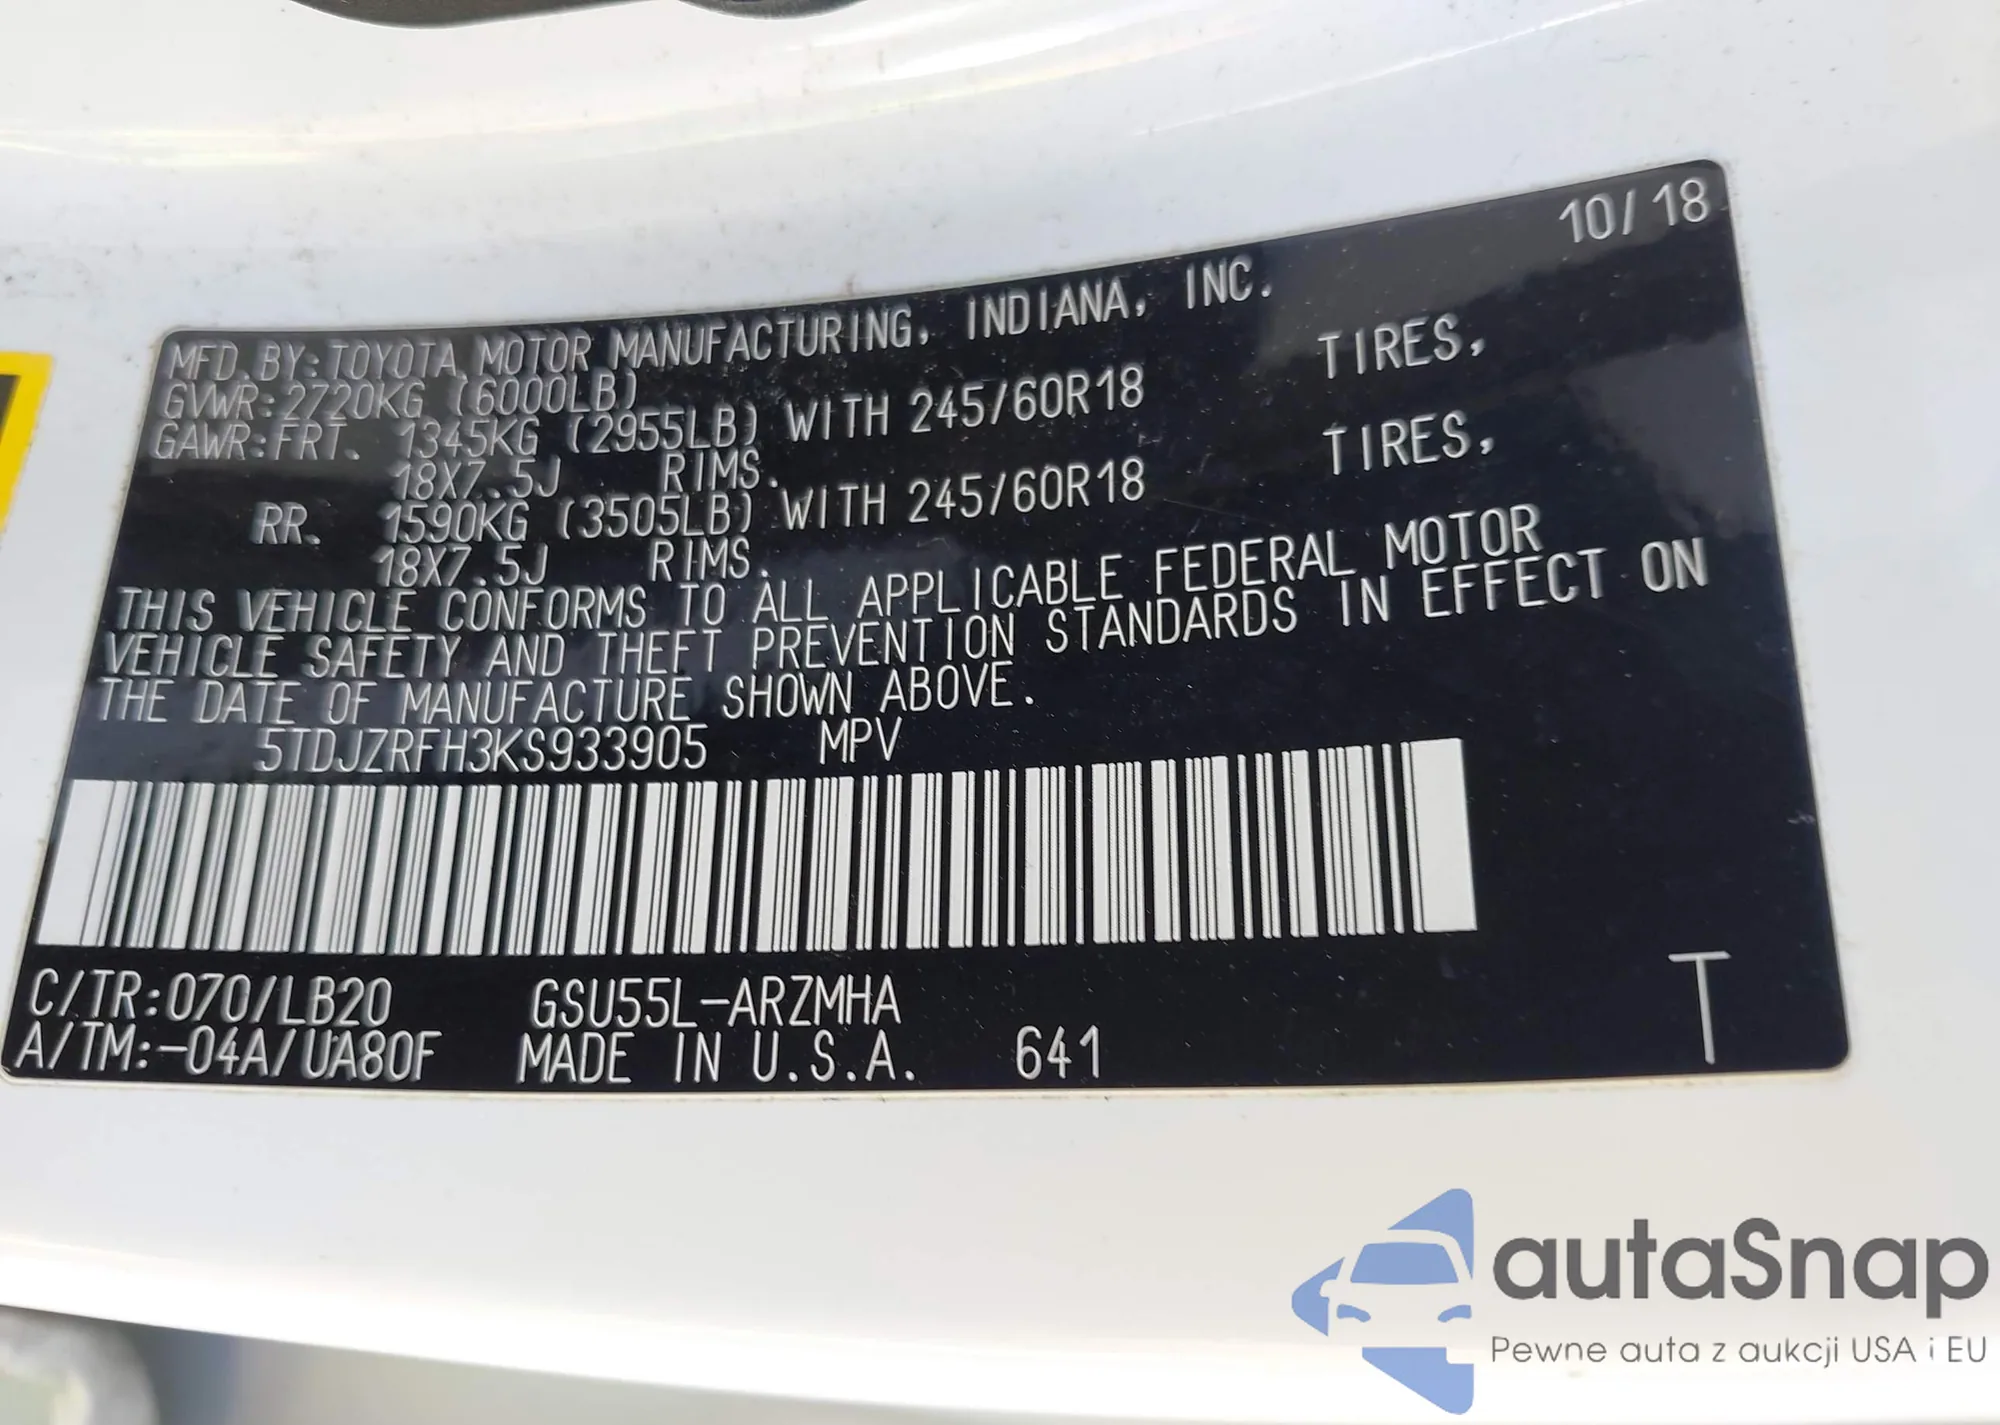 10/18
MFD.BY:TOYOTA MOTOR MANUFACTURING, INDIANA, INC.
GVWR:2720KG (6000LB)
GAWR:FRT. 1345KG (2955LB) WITH 245/60R18 TIRES,
18X7.5J RIMS.
RR. 1590KG (3505LB) WITH 245/60R18 TIRES,
18X7.5J RIMS.
THIS VEHICLE CONFORMS TO ALL APPLICABLE FEDERAL MOTOR
VEHICLE SAFETY AND THEFT PREVENTION STANDARDS IN EFFECT ON
THE DATE OF MANUFACTURE SHOWN ABOVE.
5TDJZRFH3KS933905 MPV
C/TR:070/LB20 GSU55L-ARZMHA
A/TM:-04A/UA80F MADE IN U.S.A. 641
T
autaSnap
Pewne auta z aukcji USA i EU